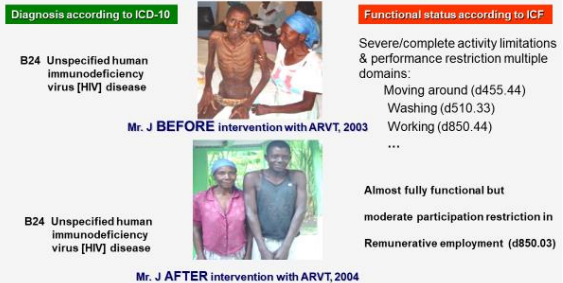 Diagnosis according to ICD-10
Functional status according to ICF
B24 Unspecified human
immunodeficiency
virus [HIV] disease
Severe/complete activity limitations
& performance restriction multiple
domains:
Moving around (d455.44)
Washing (d510.33)
Working (d850.44)
...
Mr. J BEFORE intervention with ARVT, 2003
B24 Unspecified human
immunodeficiency
virus [HIV] disease
Almost fully functional but
moderate participation restriction in
Remunerative employment (d850.03)
Mr. J AFTER intervention with ARVT, 2004